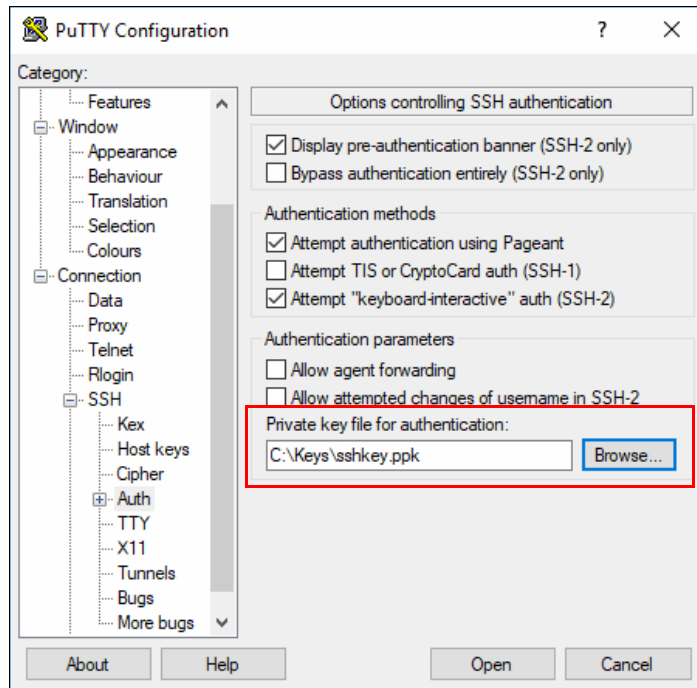 PuTTY Configuration
?
Category:
Features
Window
Appearance
Behaviour
Translation
Selection
Colours
Connection
Data
Proxy
Telnet
Rlogin
SSH
Kex
Host keys
Cipher
Auth
TTY
X11
Tunnels
Bugs
More bugs
Options controlling SSH authentication
Display pre-authentication banner (SSH-2 only)
Bypass authentication entirely (SSH-2 only)
Authentication methods
Attempt authentication using Pageant
Attempt TIS or CryptoCard auth (SSH-1)
Attempt "keyboard-interactive" auth (SSH-2)
Authentication parameters
Allow agent forwarding
Allow attempted changes of username in SSH-2
Private key file for authentication:
C:\Keys\sshkey.ppk
Browse...
About
Help
Open
Cancel